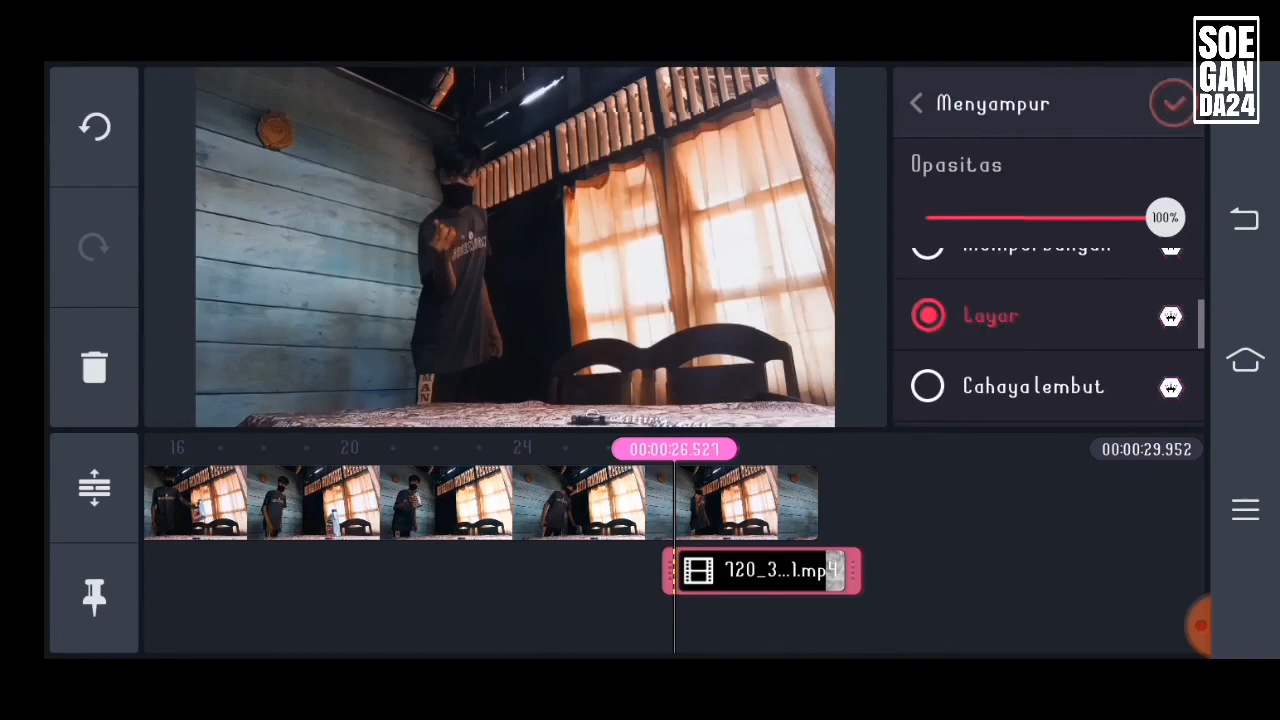 SOE
GAN
DA24
Menyampur
Opasitas
100%
Layar
Cahaya lembut
16
20
24
00:00:26.527
00:00:29.952
720_3...1.mp4
MAN